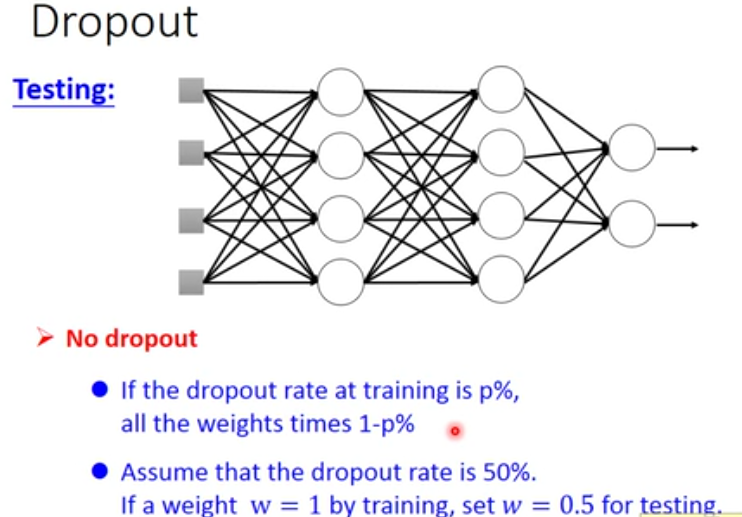 Dropout
Testing:
No dropout
If the dropout rate at training is p%,
all the weights times 1-p%
Assume that the dropout rate is 50%.
If a weight w = 1 by training, set w = 0.5 for testing.